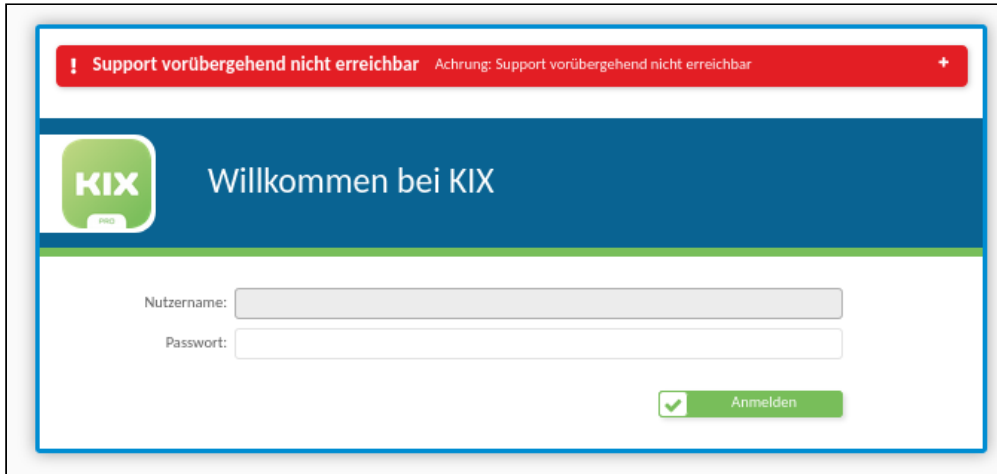 ! Support vorübergehend nicht erreichbar Achrung: Support vorübergehend nicht erreichbar +
KIX
PRO
Willkommen bei KIX
Nutzername:
Passwort:
Anmelden